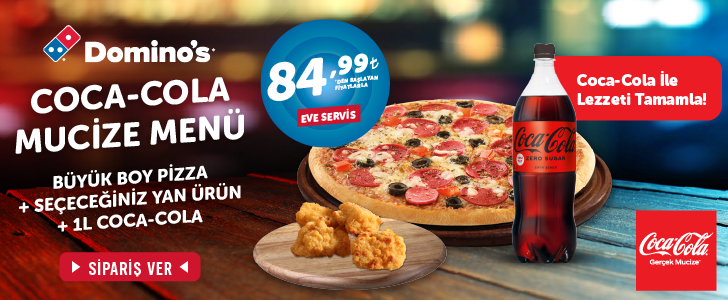 Domino's
COCA-COLA
MUCİZE MENÜ
BÜYÜK BOY PİZZA
+ SEÇECEĞİNİZ YAN ÜRÜN
+ 1L COCA-COLA
SİPARİŞ VER
84,99₺
'DEN BAŞLAYAN
FİYATLARLA
EVE SERVİS
Coca-Cola
ZERO SUGAR
Coca-Cola İle
Lezzeti Tamamla!
Coca-Cola
Gerçek Mucize